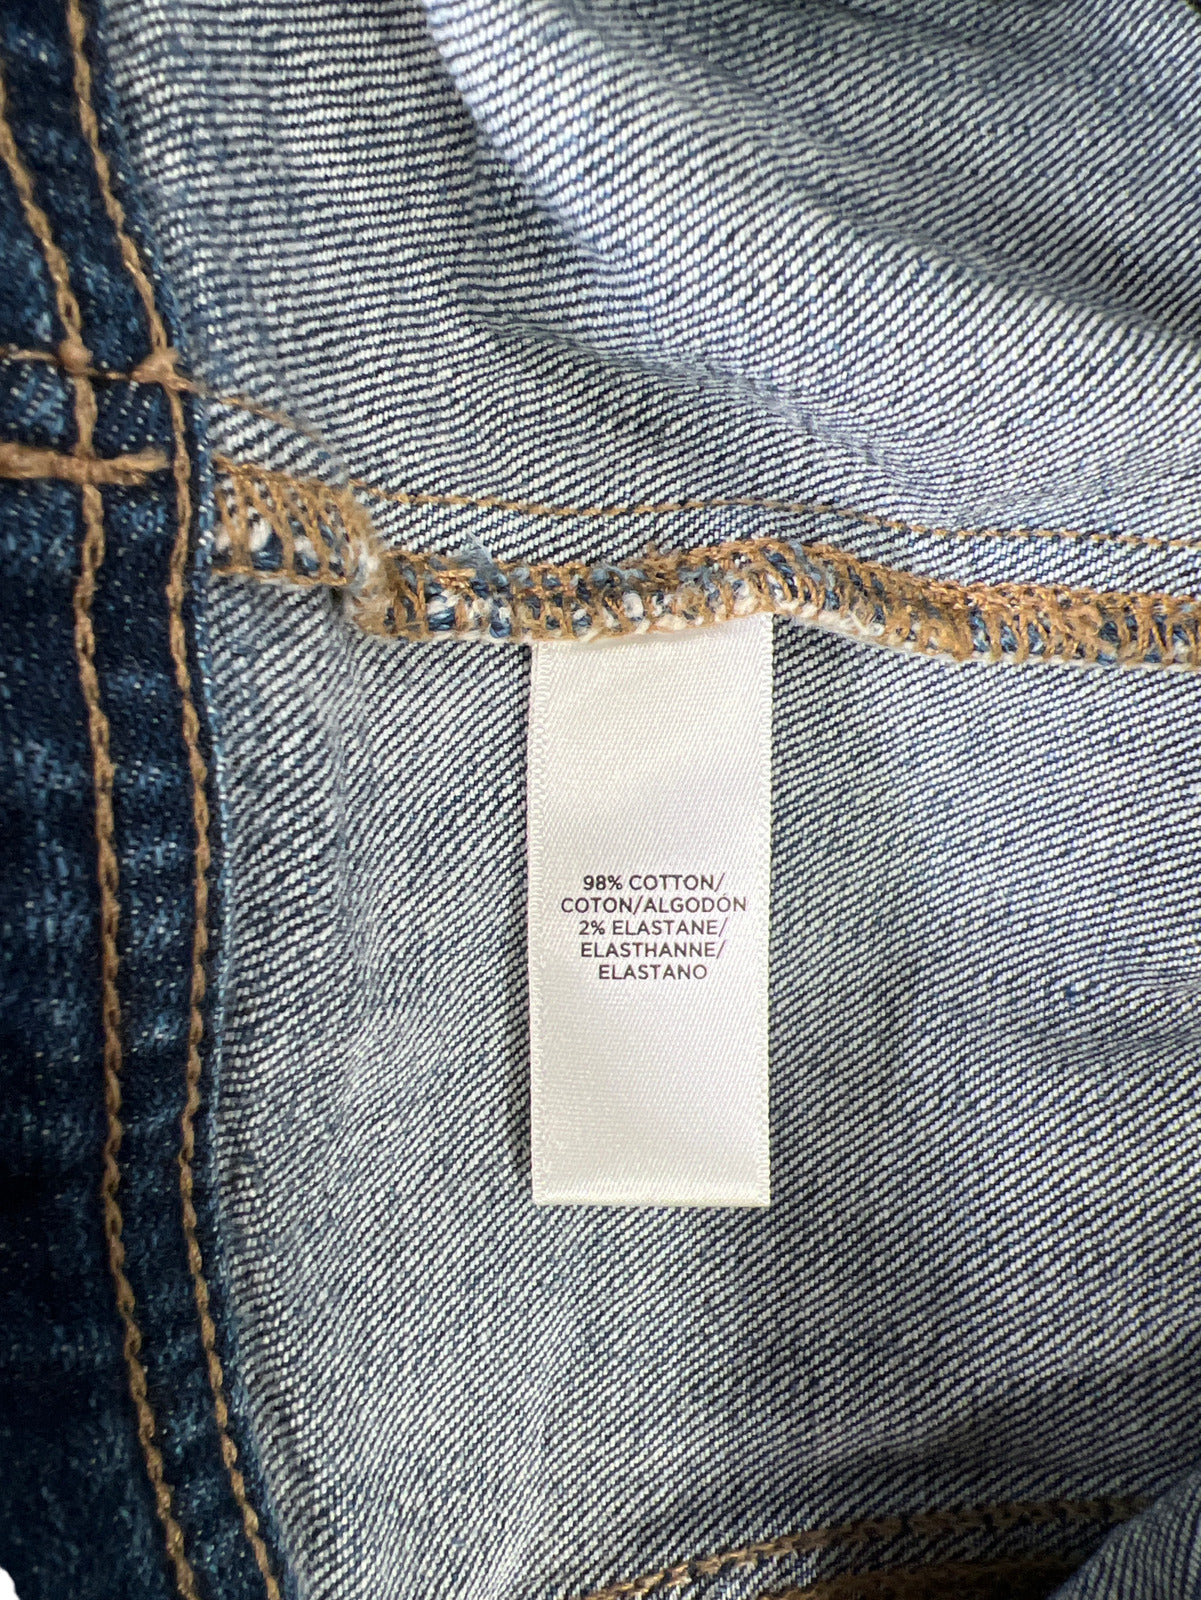 98% COTTON/
COTON/ALGODÓN
2% ELASTANE/
ELASTHANNE/
ELASTANO